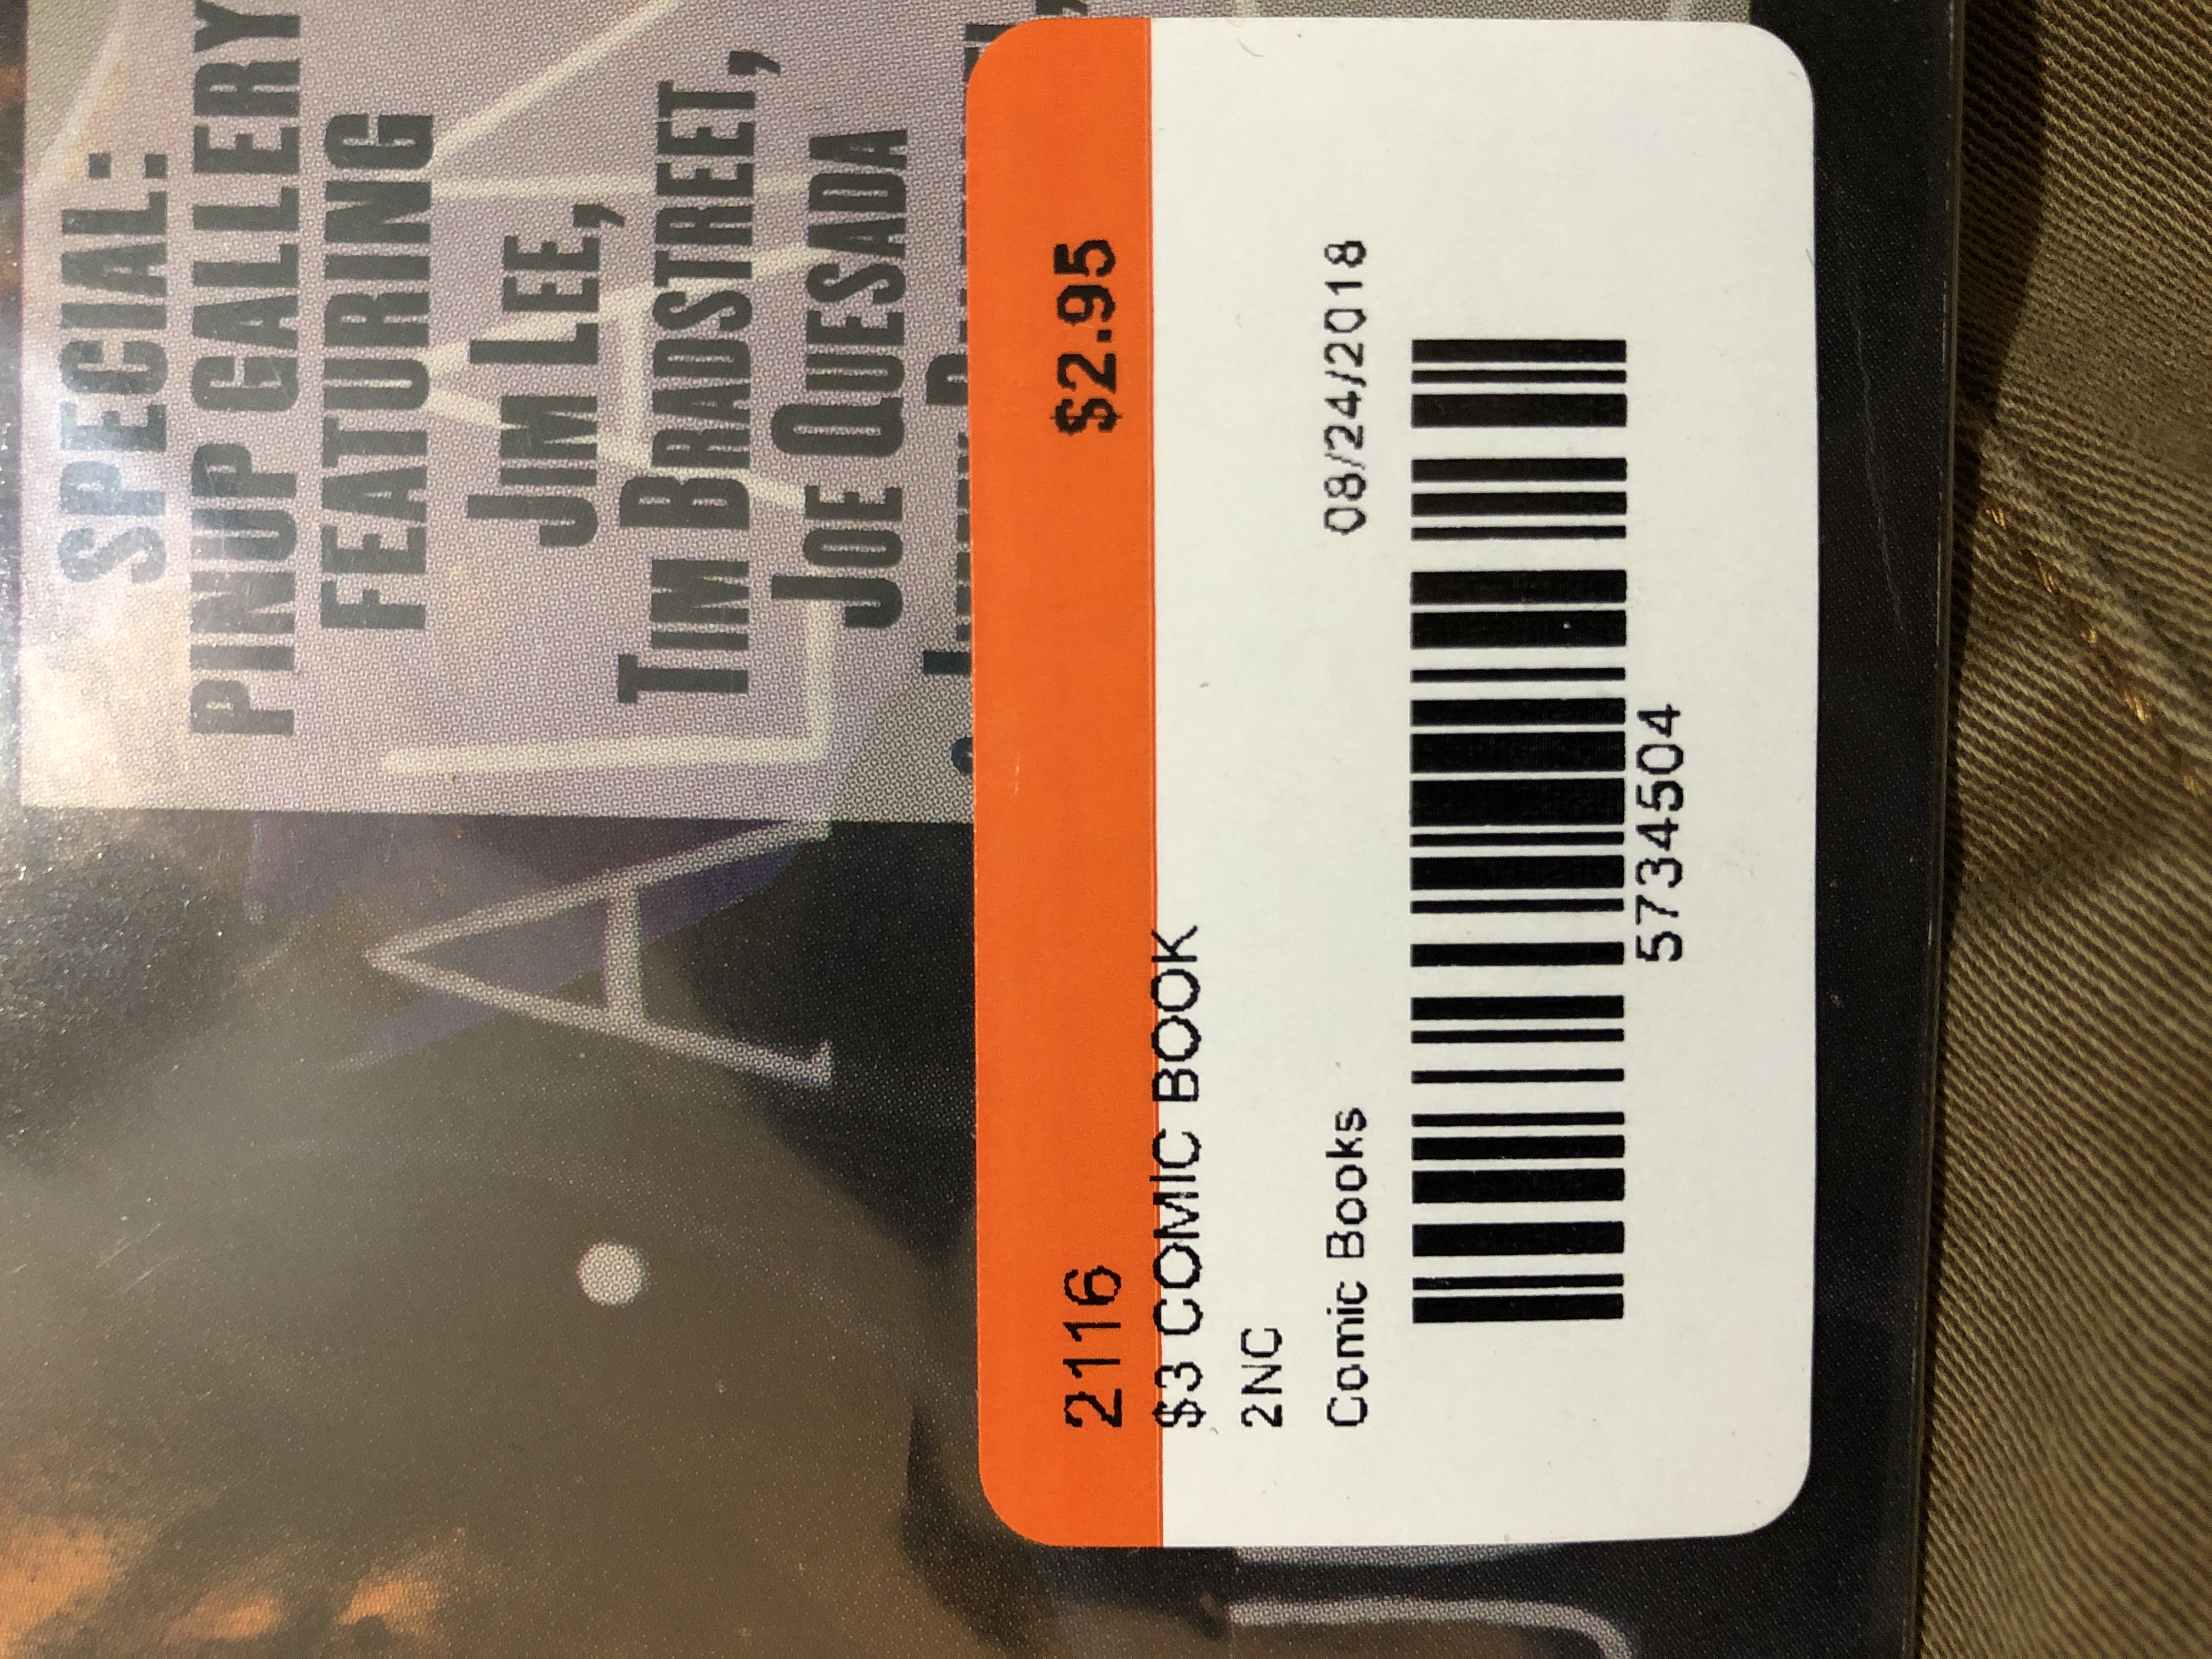 SPECIAL:
PINUP GALLERY
FEATURING
JIM LEE,
TIM BRADSTREET,
JOE QUESADA
A
2116 $2.95
$3 COMIC BOOK
2NC
Comic Books 08/24/2018
57345504